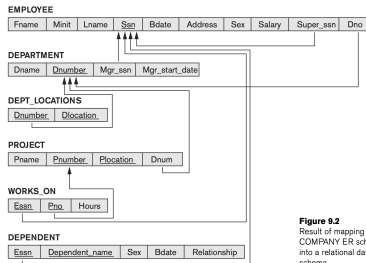 EMPLOYEE
Fname Minit Lname Ssn Bdate Address Sex Salary Super_ssn Dno
DEPARTMENT
Dname Dnumber Mgr_ssn Mgr_start_date
DEPT_LOCATIONS
Dnumber Dlocation
PROJECT
Pname Pnumber Plocation Dnum
WORKS_ON
Essn Pno Hours
DEPENDENT
Essn Dependent_name Sex Bdate Relationship
Figure 9.2
Result of mapping
COMPANY ER sch
into a relational da
schema